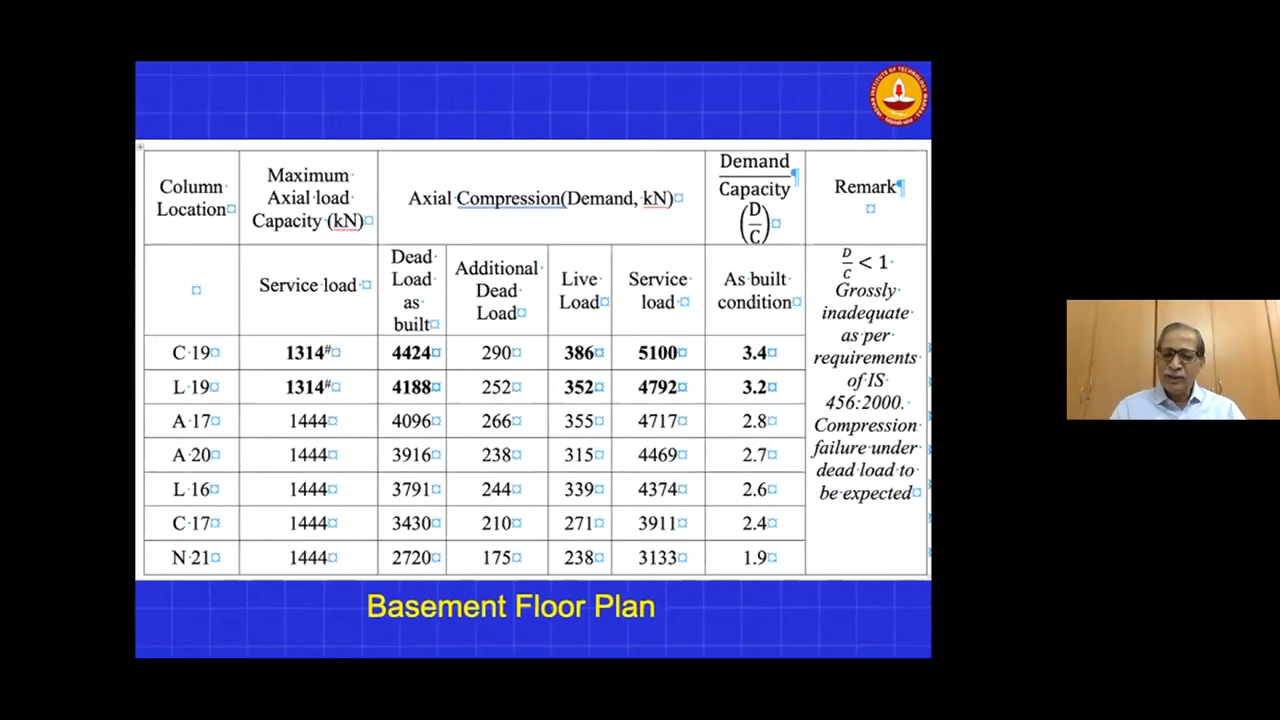 Column Location
Maximum Axial load Capacity (kN)
Axial Compression(Demand, kN)
Demand
Capacity
(D/C)
Remark
Service load
Dead Load as built
Additional Dead Load
Live Load
Service load
As built condition
D/C < 1
Grossly
inadequate
as per
requirements
of IS
456:2000.
Compression
failure under
dead load to
be expected
C 19 1314# 4424 290 386 5100 3.4
L 19 1314# 4188 252 352 4792 3.2
A 17 1444 4096 266 355 4717 2.8
A 20 1444 3916 238 315 4469 2.7
L 16 1444 3791 244 339 4374 2.6
C 17 1444 3430 210 271 3911 2.4
N 21 1444 2720 175 238 3133 1.9
Basement Floor Plan